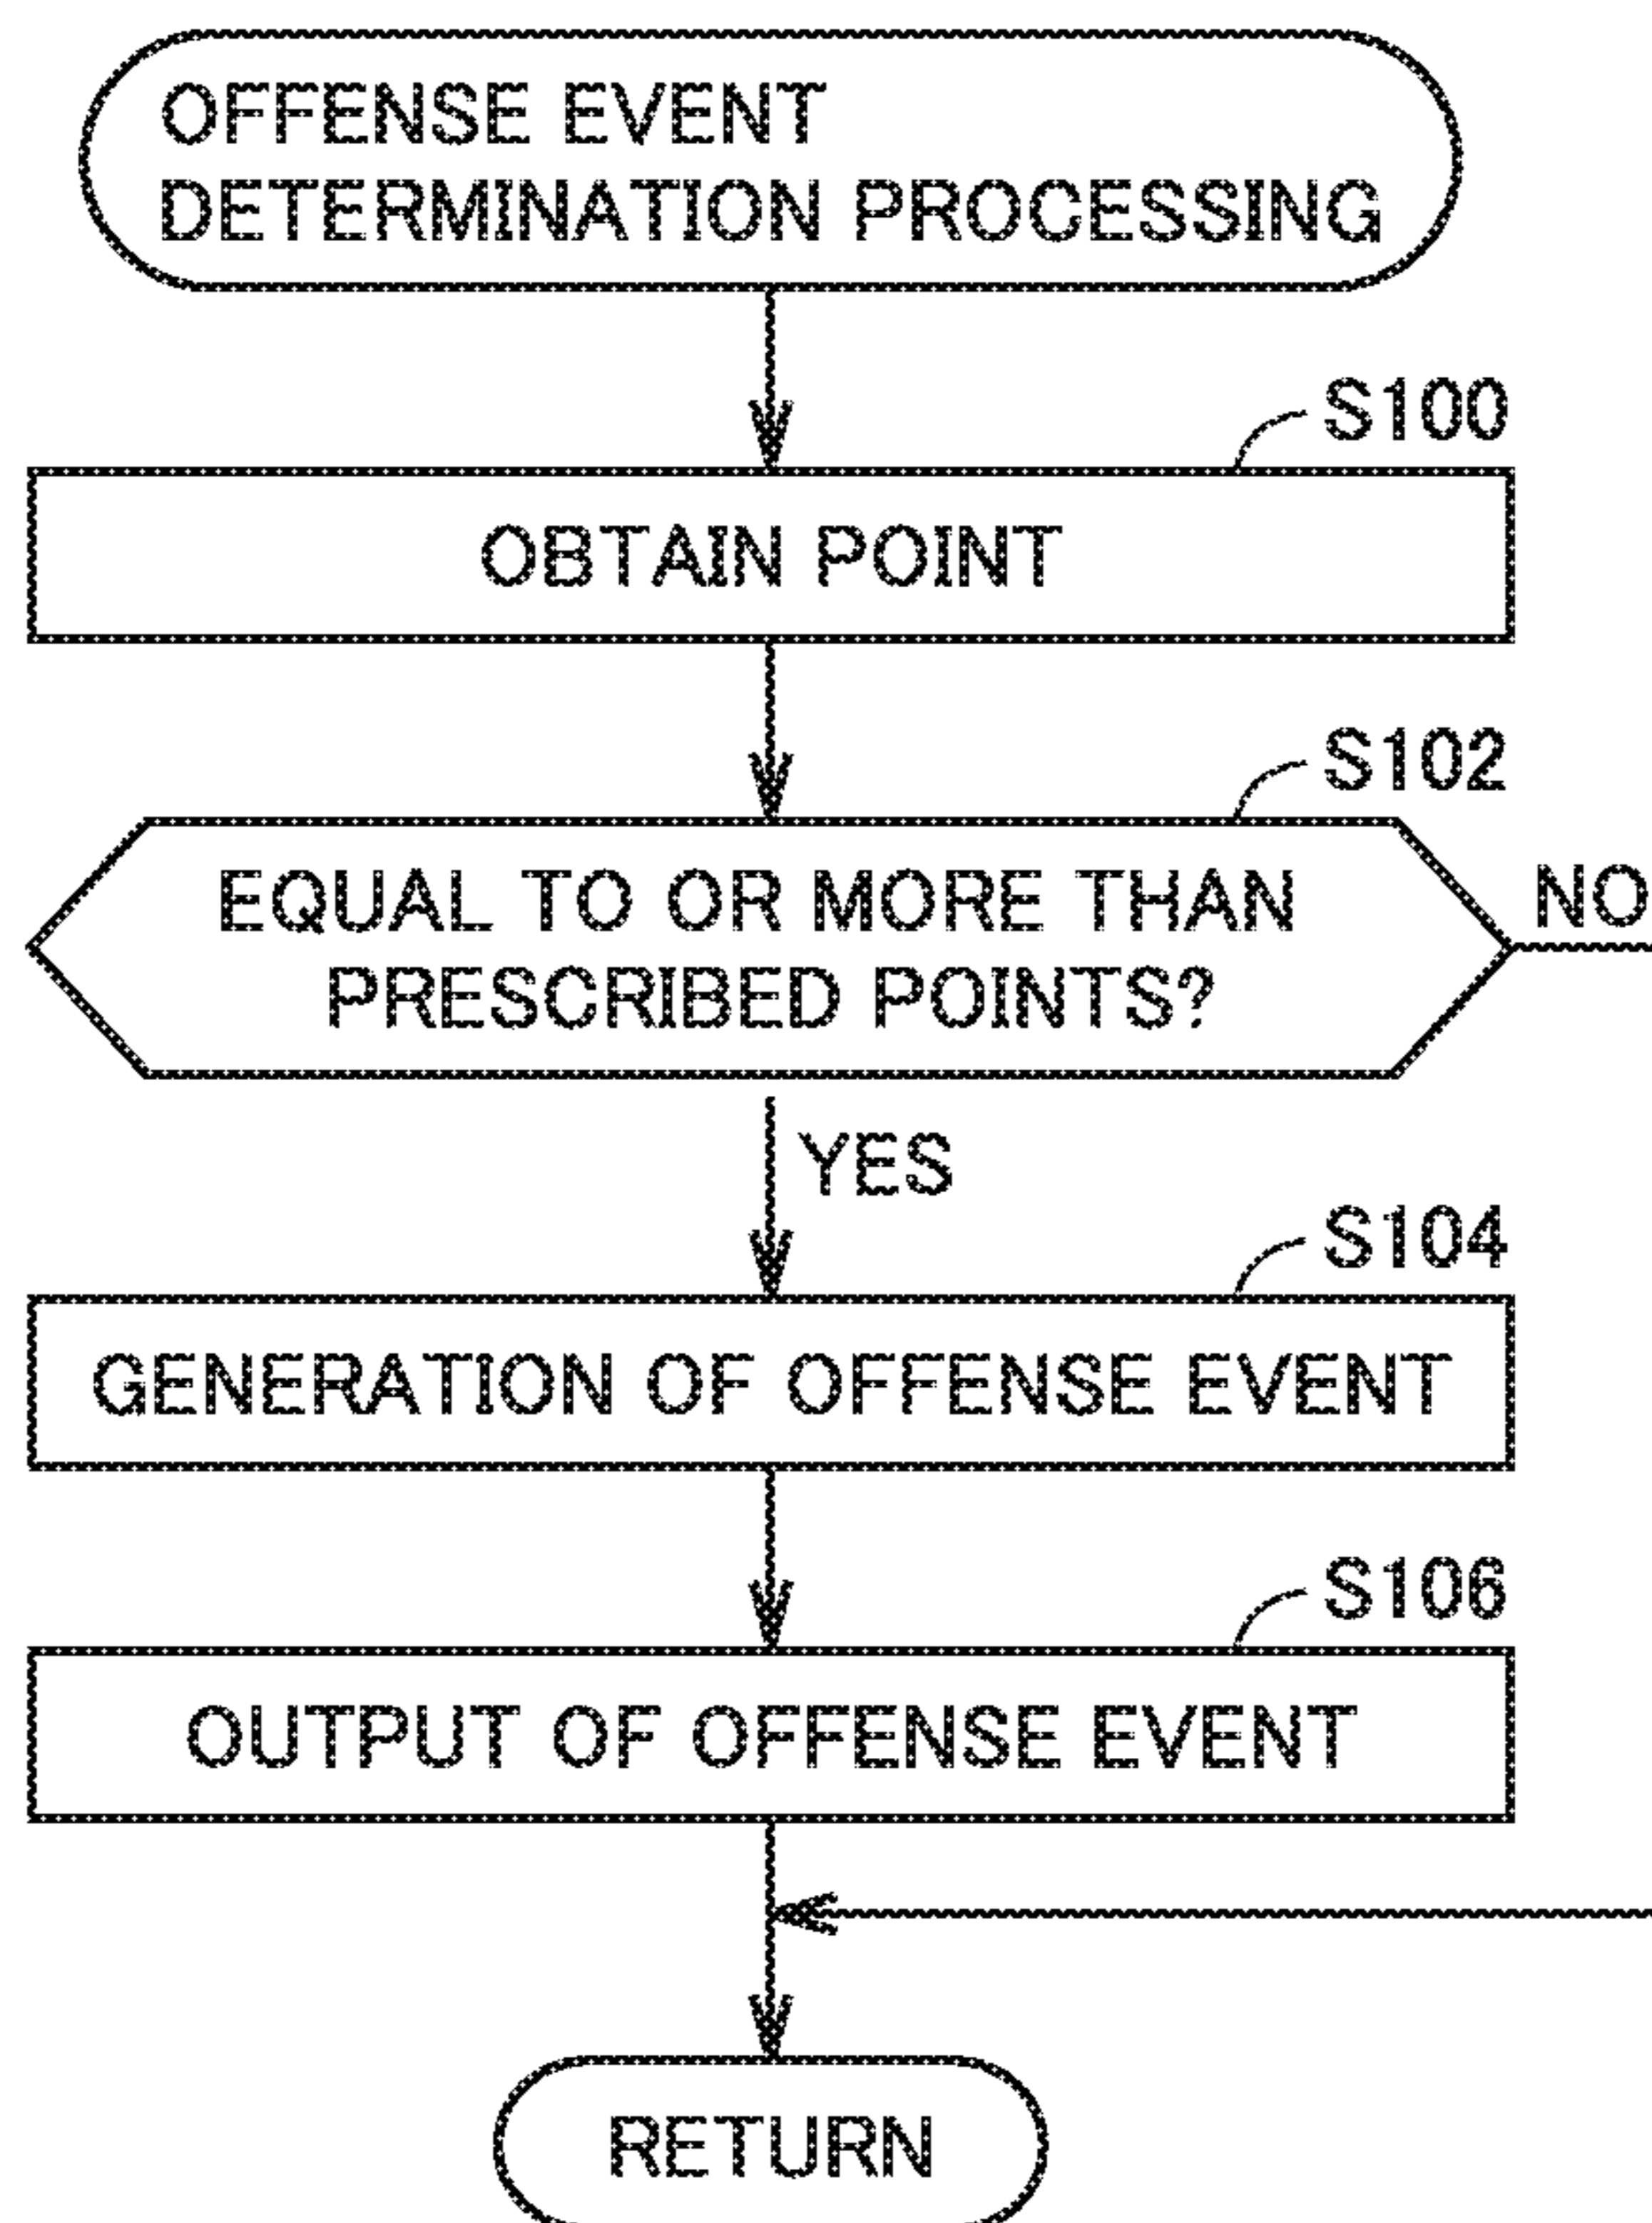 OFFENSE EVENT
DETERMINATION PROCESSING
S100
OBTAIN POINT
S102
EQUAL TO OR MORE THAN
PRESCRIBED POINTS?
NO
YES
S104
GENERATION OF OFFENSE EVENT
S106
OUTPUT OF OFFENSE EVENT
RETURN